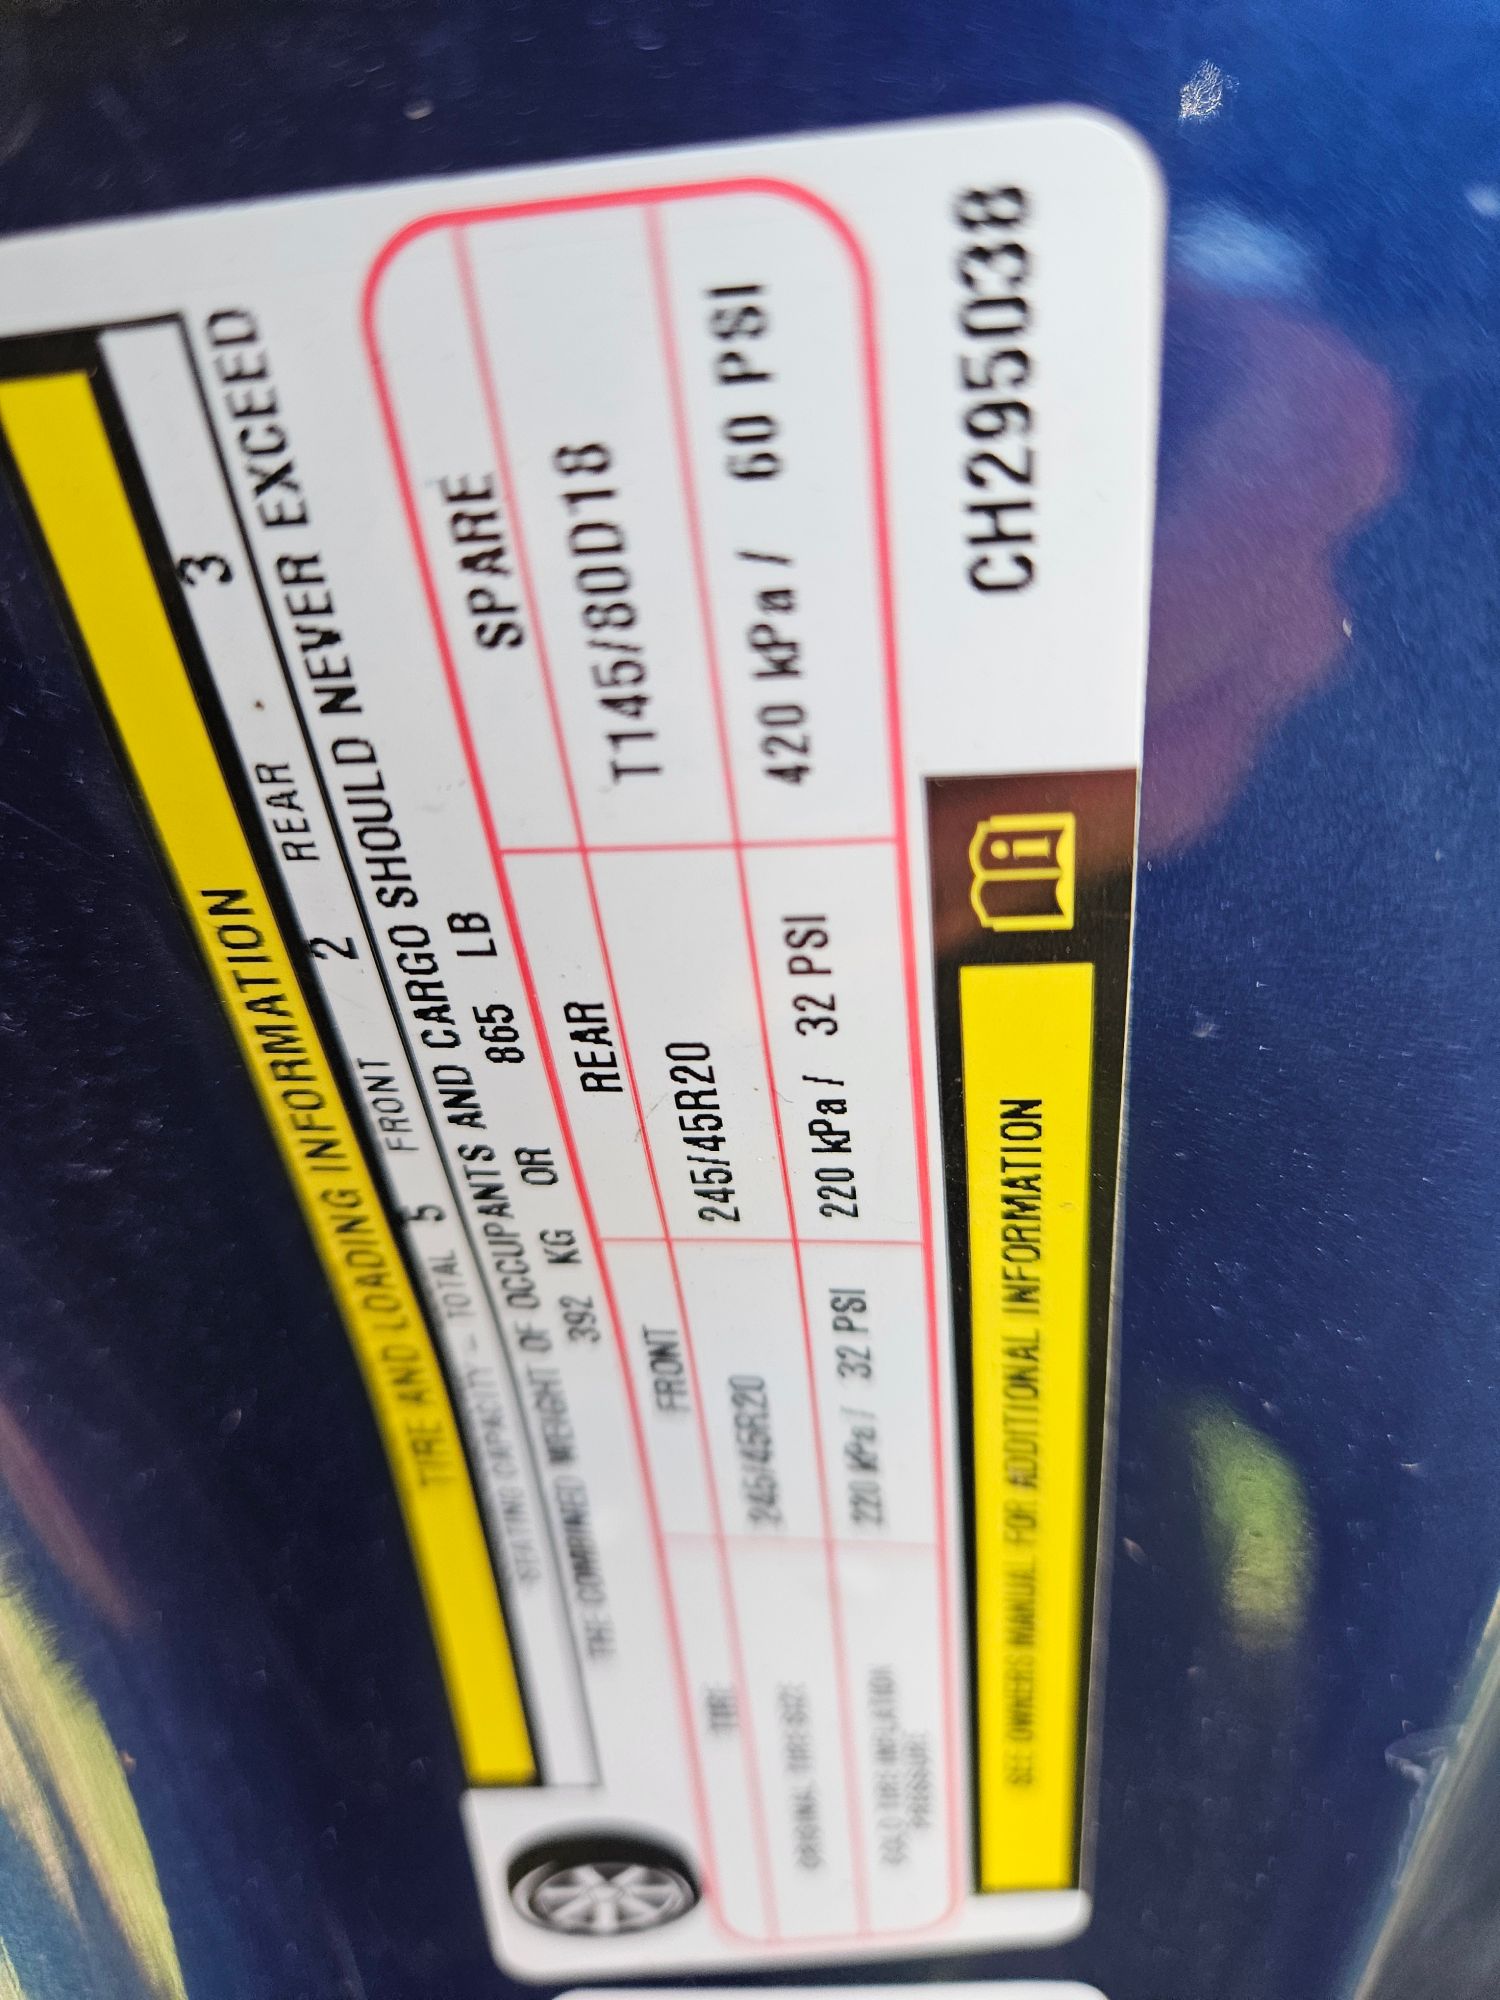 TIRE AND LOADING INFORMATION
SEATING CAPACITY – TOTAL 5 FRONT 2 REAR 3
THE COMBINED WEIGHT OF OCCUPANTS AND CARGO SHOULD NEVER EXCEED
392 KG OR 865 LB
TIRE FRONT REAR SPARE
ORIGINAL TIRE SIZE 245/45R20 245/45R20 T145/80D18
COLD TIRE INFLATION PRESSURE 220 kPa / 32 PSI 220 kPa / 32 PSI 420 kPa / 60 PSI
SEE OWNERS MANUAL FOR ADDITIONAL INFORMATION
CH295038